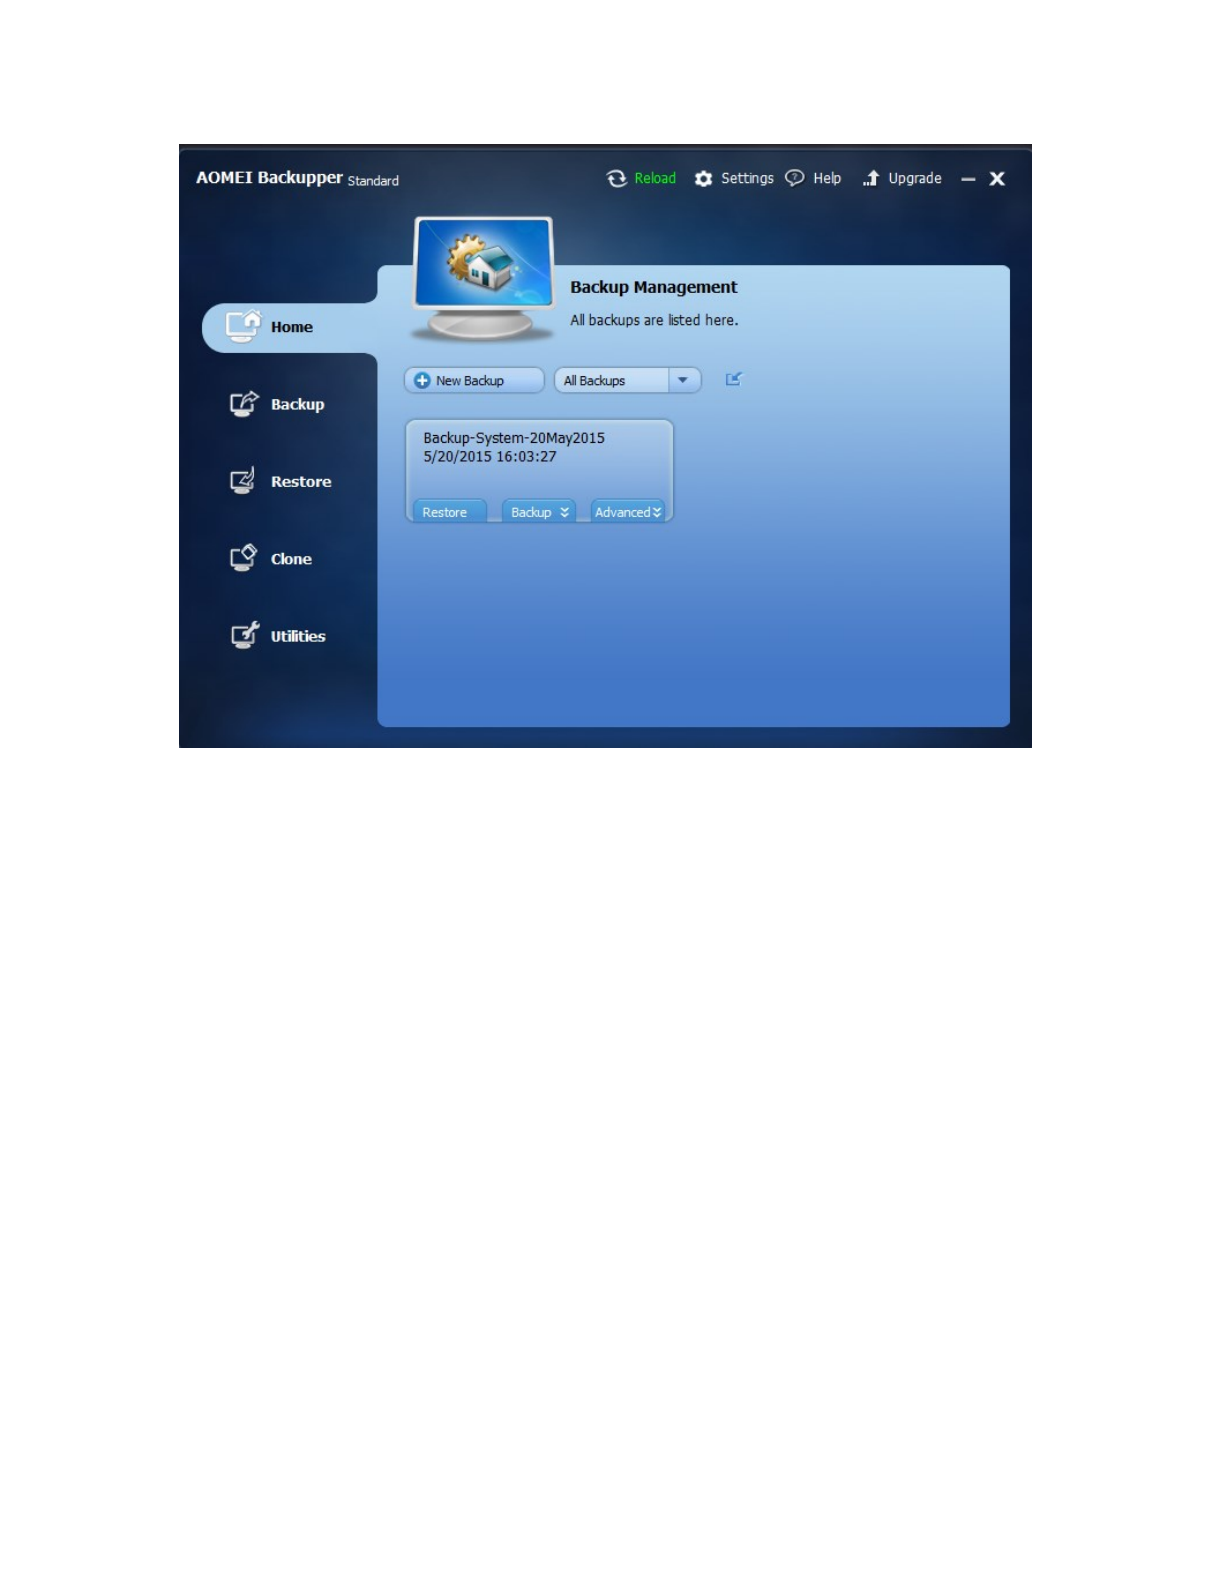 AOMEI Backupper Standard
Reload Settings Help Upgrade
Backup Management
All backups are listed here.
Home
Backup
Restore
Clone
Utilities
New Backup All Backups
Backup-System-20May2015
5/20/2015 16:03:27
Restore Backup Advanced